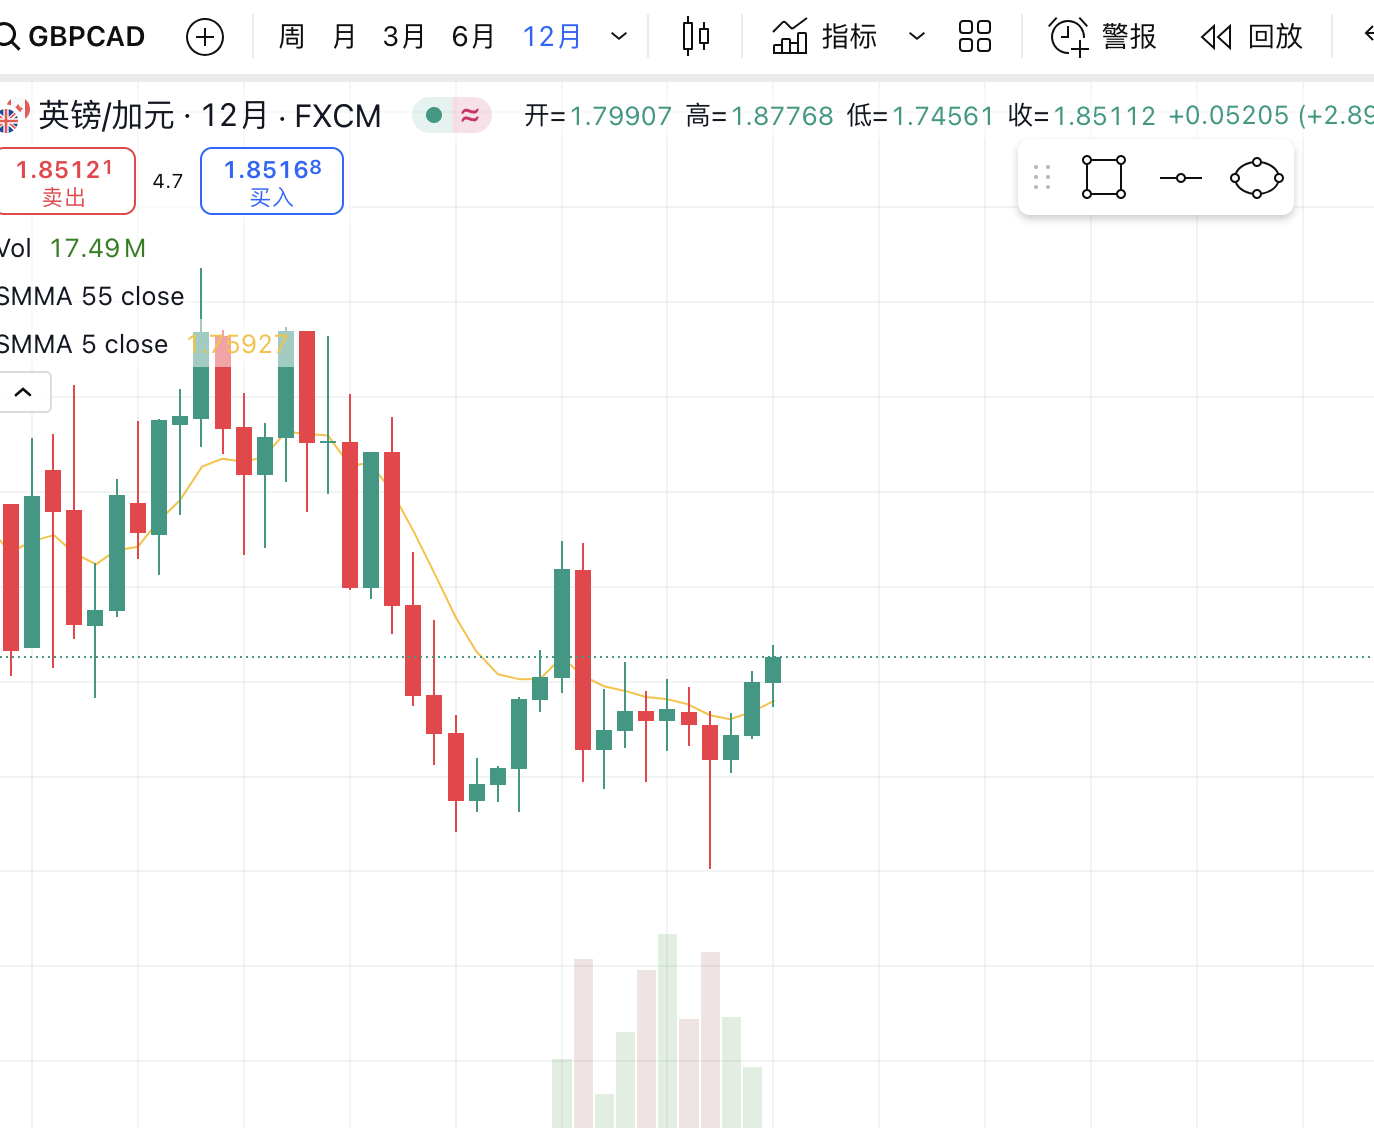 GBPCAD 周 月 3月 6月 12月 指标 警报 回放
英镑/加元 · 12月 · FXCM 开=1.79907 高=1.87768 低=1.74561 收=1.85112 +0.05205 (+2.89
1.85121 4.7 1.85168
卖出 买入
Vol 17.49M
SMMA 55 close
SMMA 5 close 1.75927